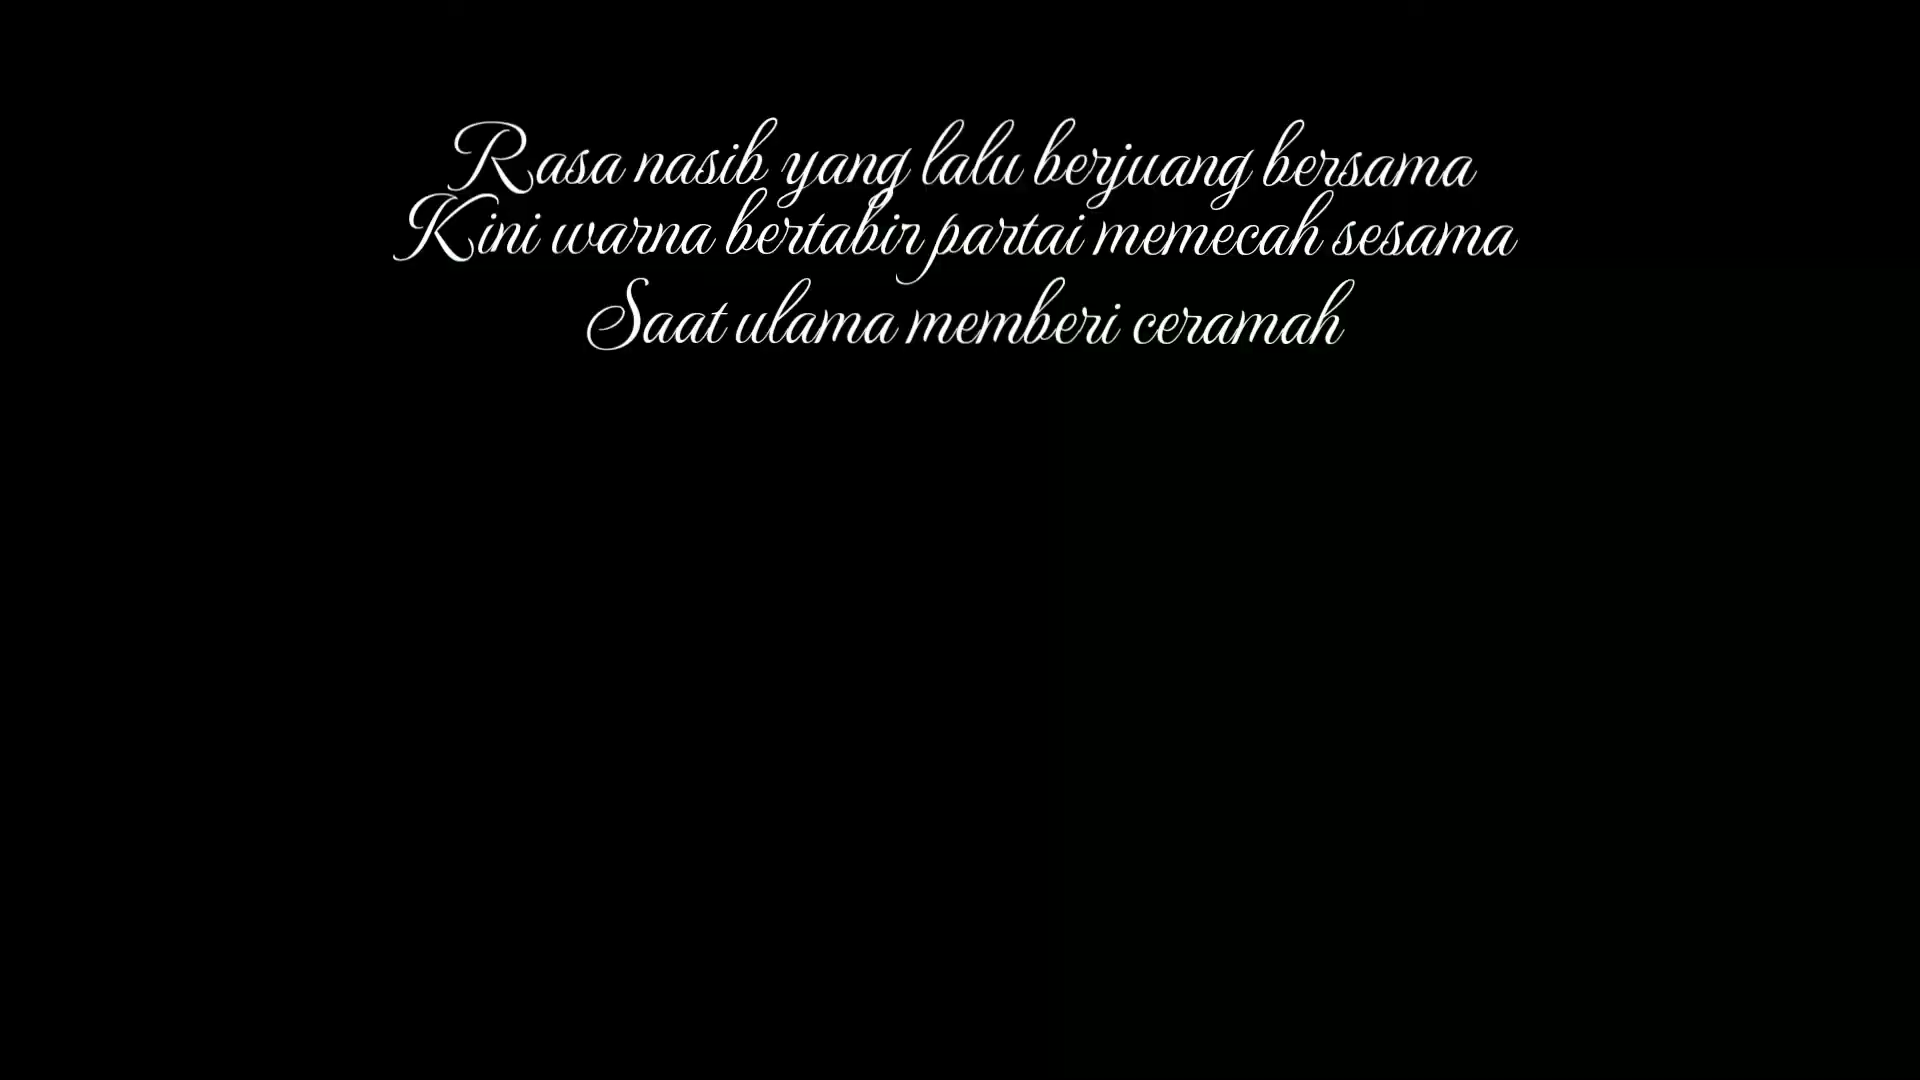 Rasa nasib yang lalu berjuang bersama
Kini warna bertabir partai memecah sesama
Saat ulama memberi ceramah